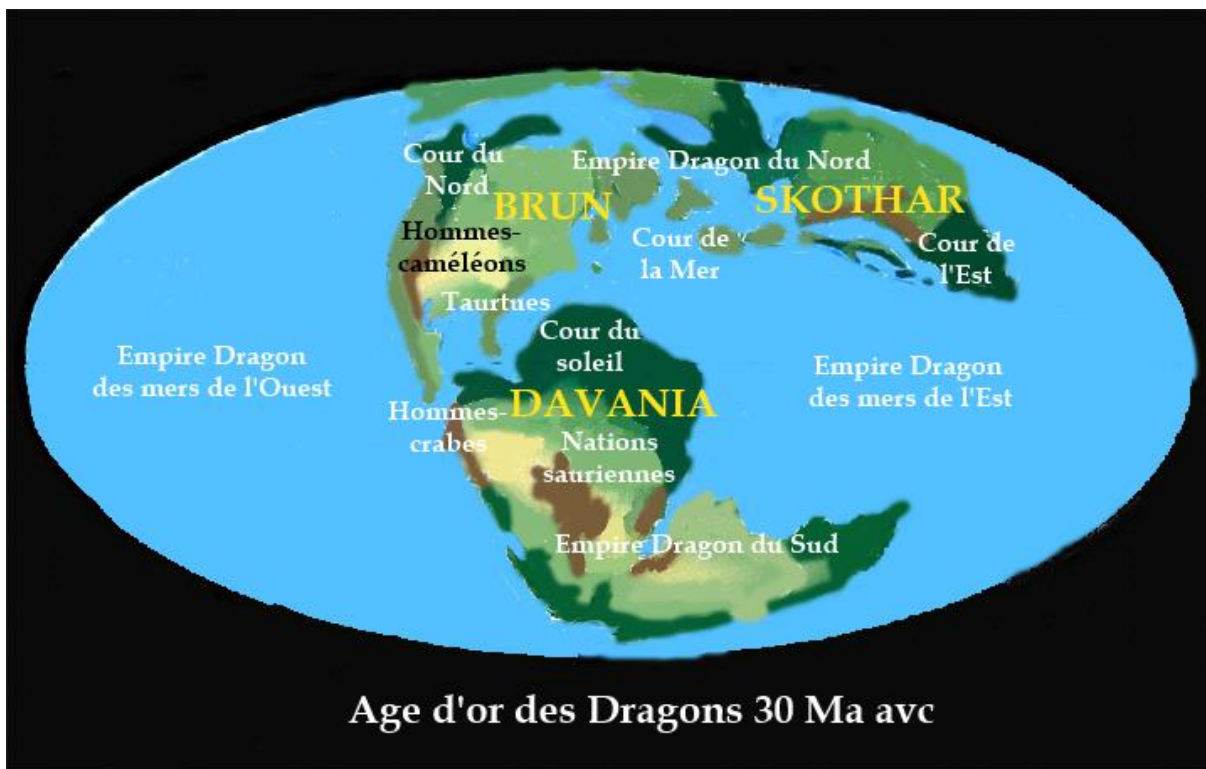 Cour du
Nord
Empire Dragon du Nord
BRUN
SKOTHAR
Hommes-
caméléons
Cour de
la Mer
Cour de
l'Est
Taurtues
Cour du
soleil
Empire Dragon
des mers de l'Ouest
Empire Dragon
des mers de l'Est
DAVANIA
Hommes-
crabes
Nations
sauriennes
Empire Dragon du Sud
Age d'or des Dragons 30 Ma avc